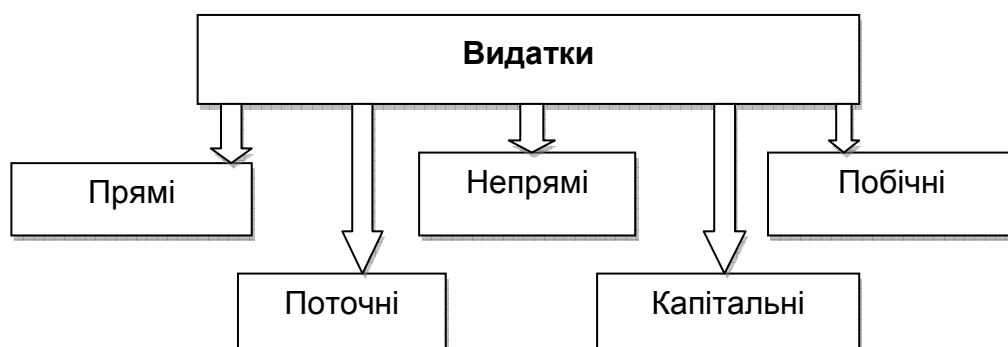 Видатки
Прямі
Непрямі
Побічні
Поточні
Капітальні